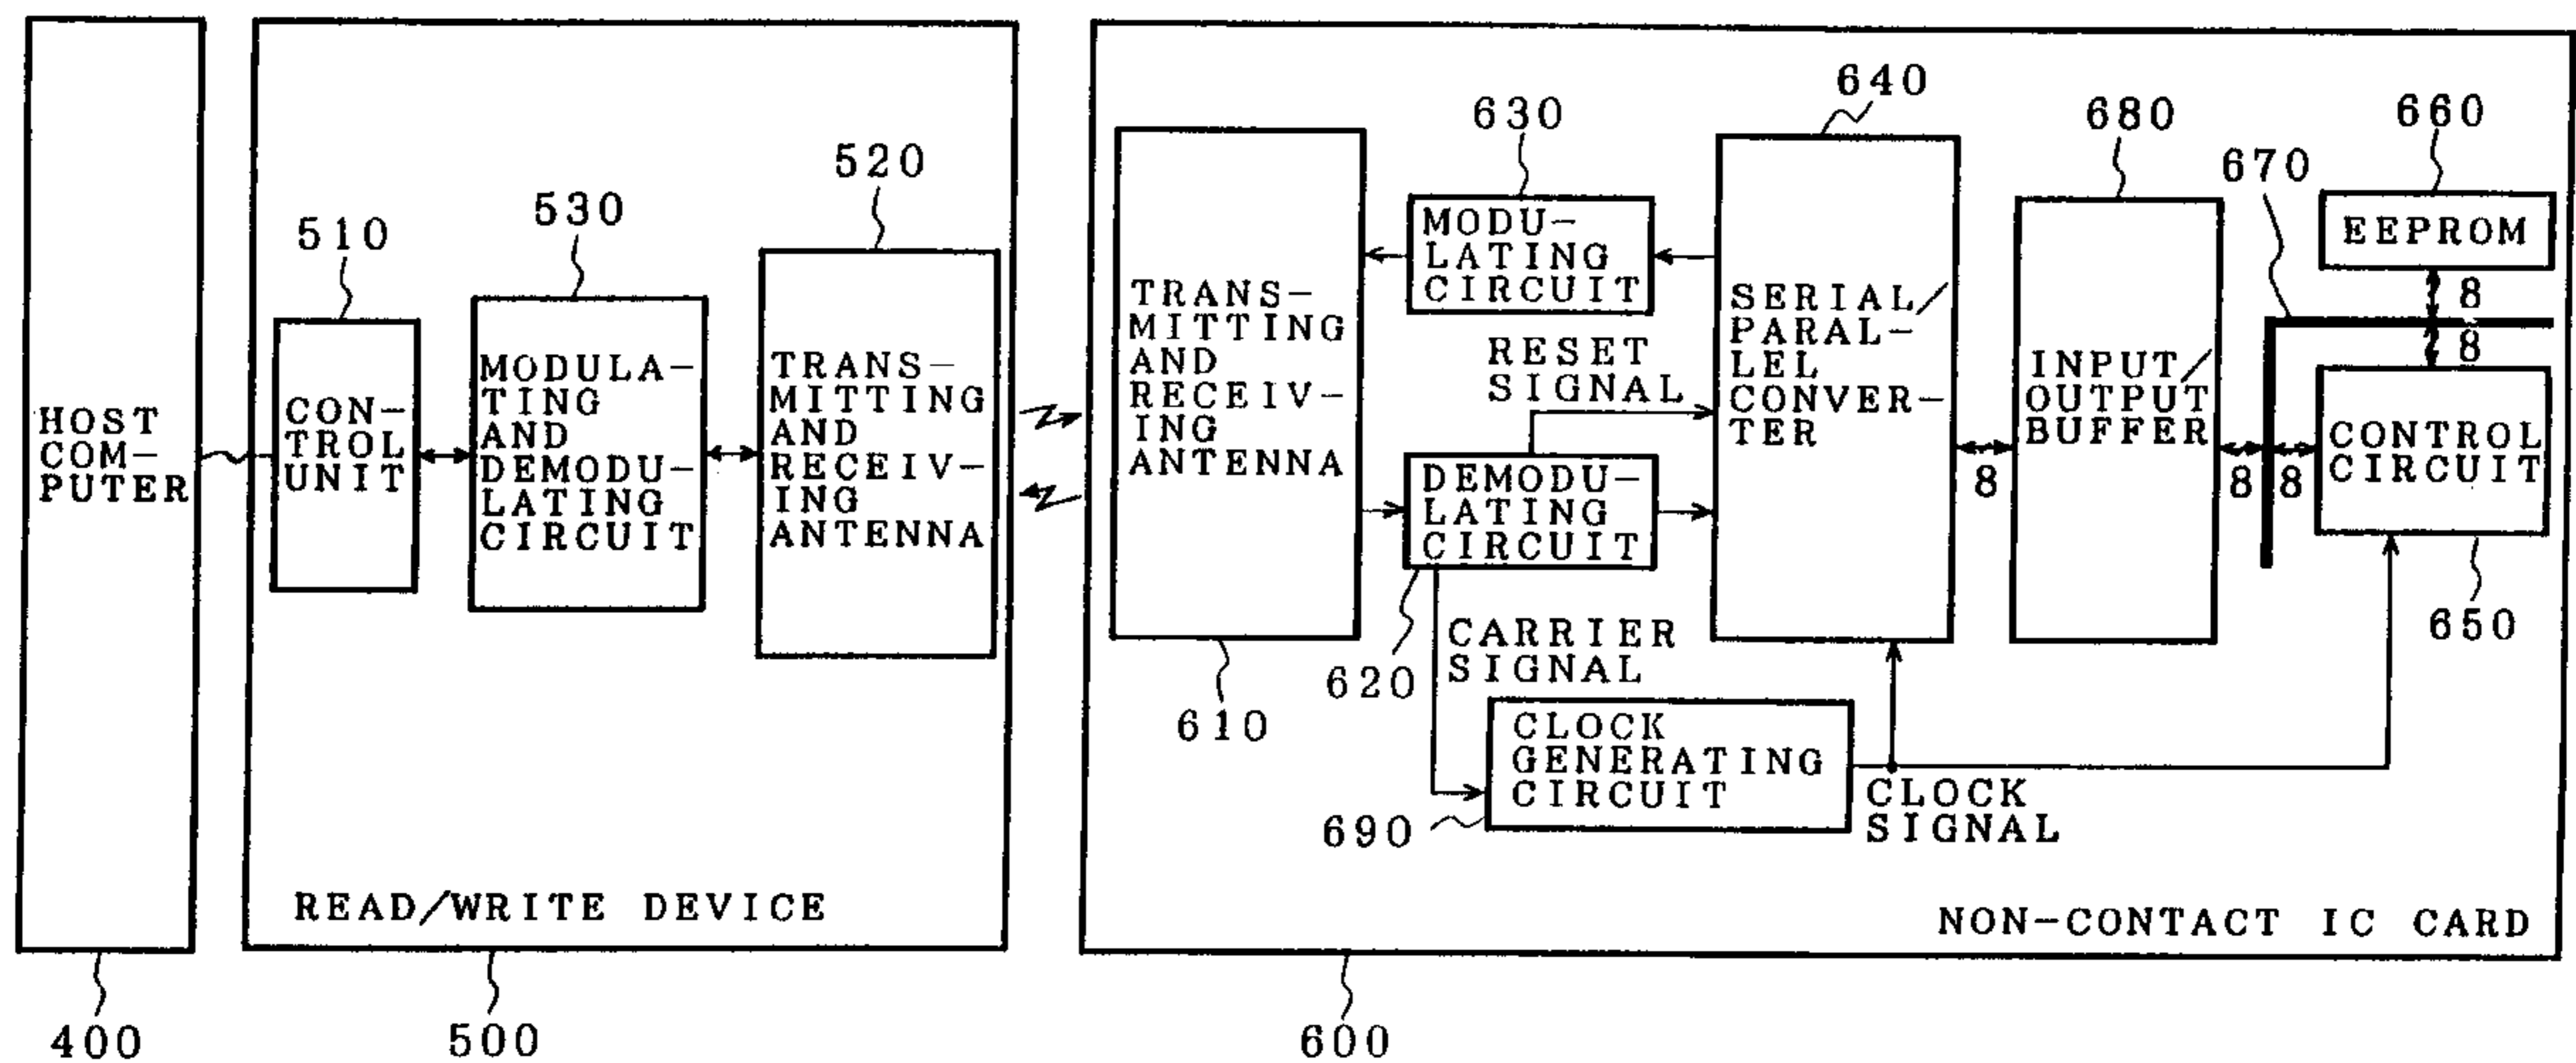 400
HOST
COM-
PUTER
500
READ/WRITE DEVICE
510
CON-
TROL
UNIT
530
MODULA-
TING
AND
DEMODU-
LATING
CIRCUIT
520
TRANS-
MITTING
AND
RECEIV-
ING
ANTENNA
600
NON-CONTACT IC CARD
610
TRANS-
MITTING
AND
RECEIV-
ING
ANTENNA
630
MODU-
LATING
CIRCUIT
RESET
SIGNAL
620
DEMODU-
LATING
CIRCUIT
CARRIER
SIGNAL
690
CLOCK
GENERATING
CIRCUIT
CLOCK
SIGNAL
640
SERIAL/
PARAL-
LEL
CONVER-
TER
8
680
INPUT/
OUTPUT
BUFFER
8
8
670
660
EEPROM
8
8
CONTROL
CIRCUIT
650